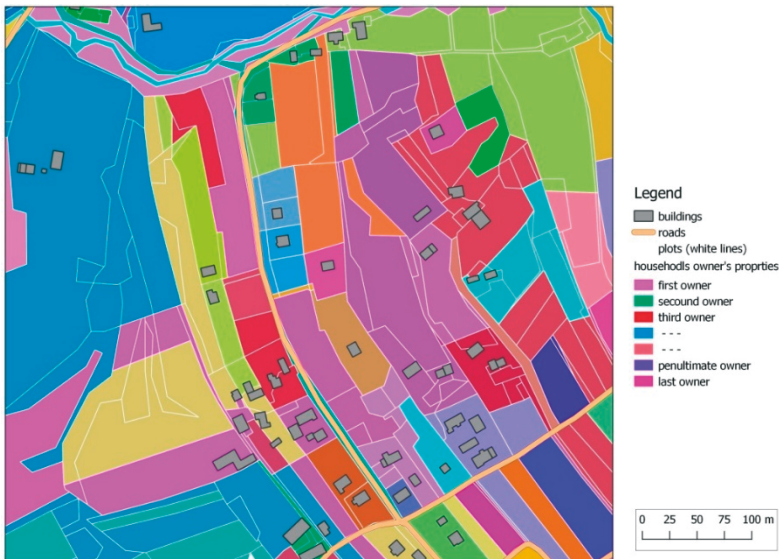 Legend
buildings
roads
plots (white lines)
househodls owner's proprties
first owner
secound owner
third owner
- - -
- - -
penultimate owner
last owner
0 25 50 75 100 m